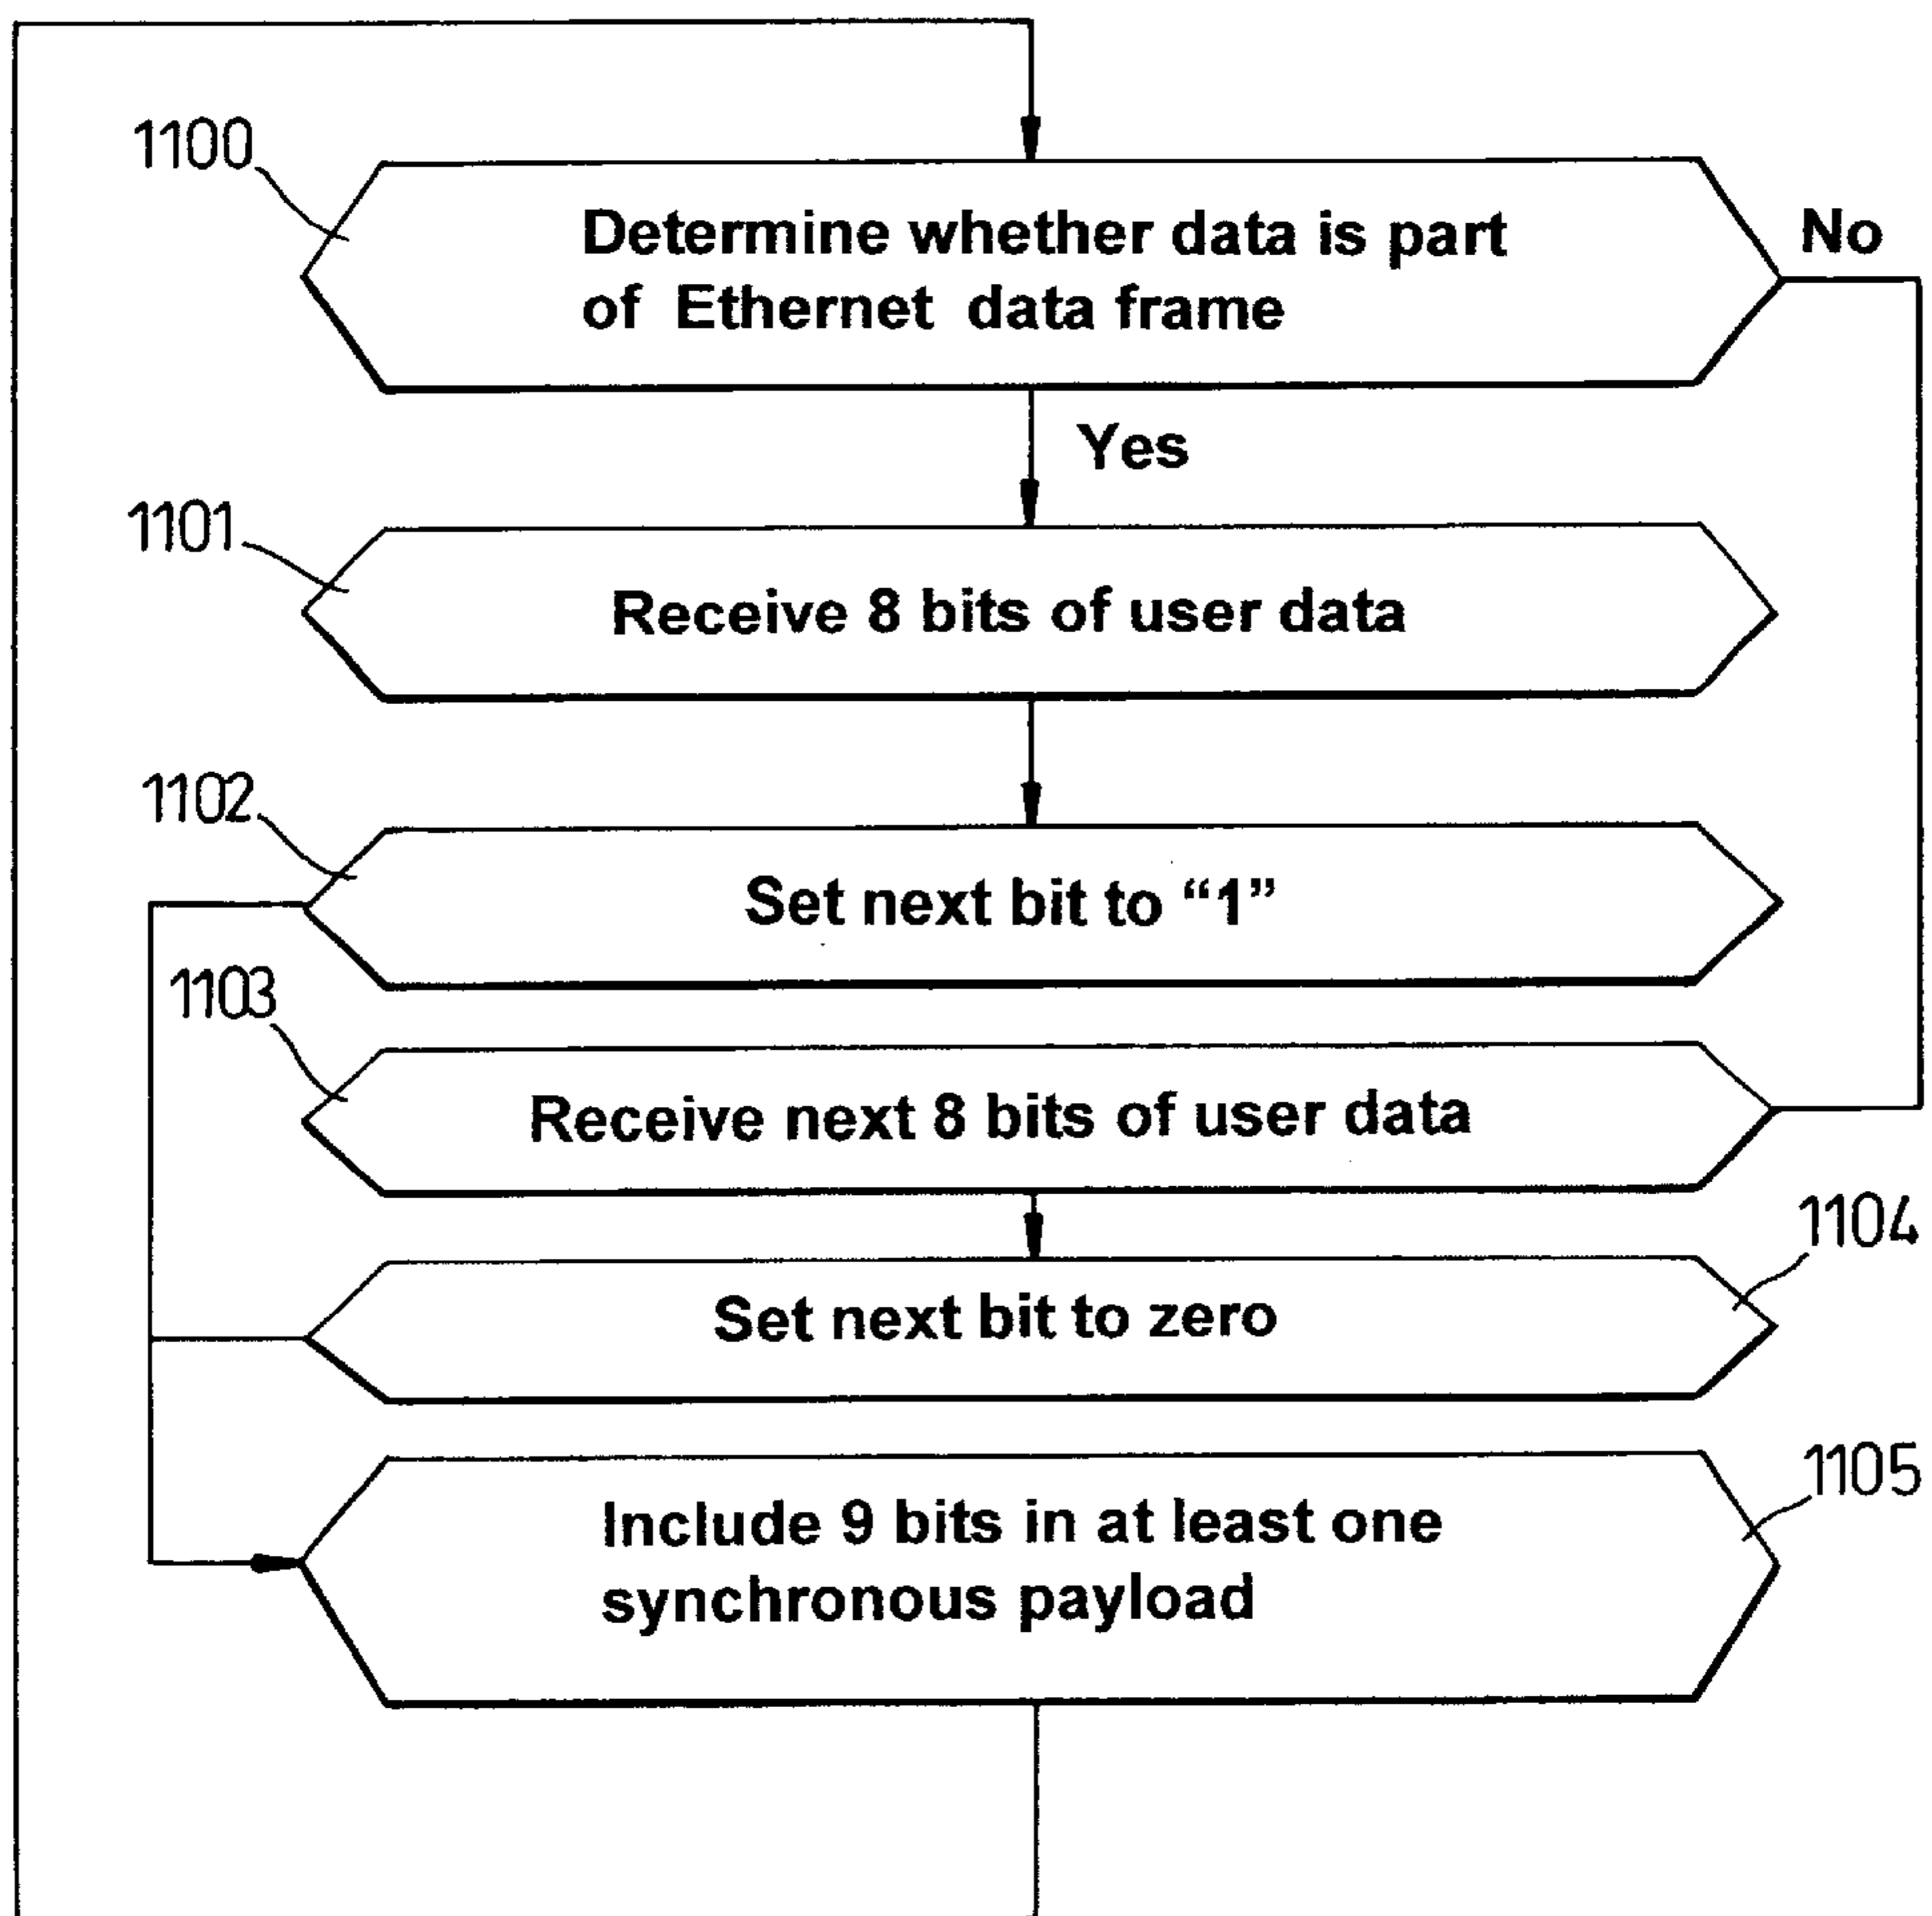 1100
Determine whether data is part
of Ethernet data frame
No
Yes
1101
Receive 8 bits of user data
1102
Set next bit to “1”
1103
Receive next 8 bits of user data
1104
Set next bit to zero
1105
Include 9 bits in at least one
synchronous payload